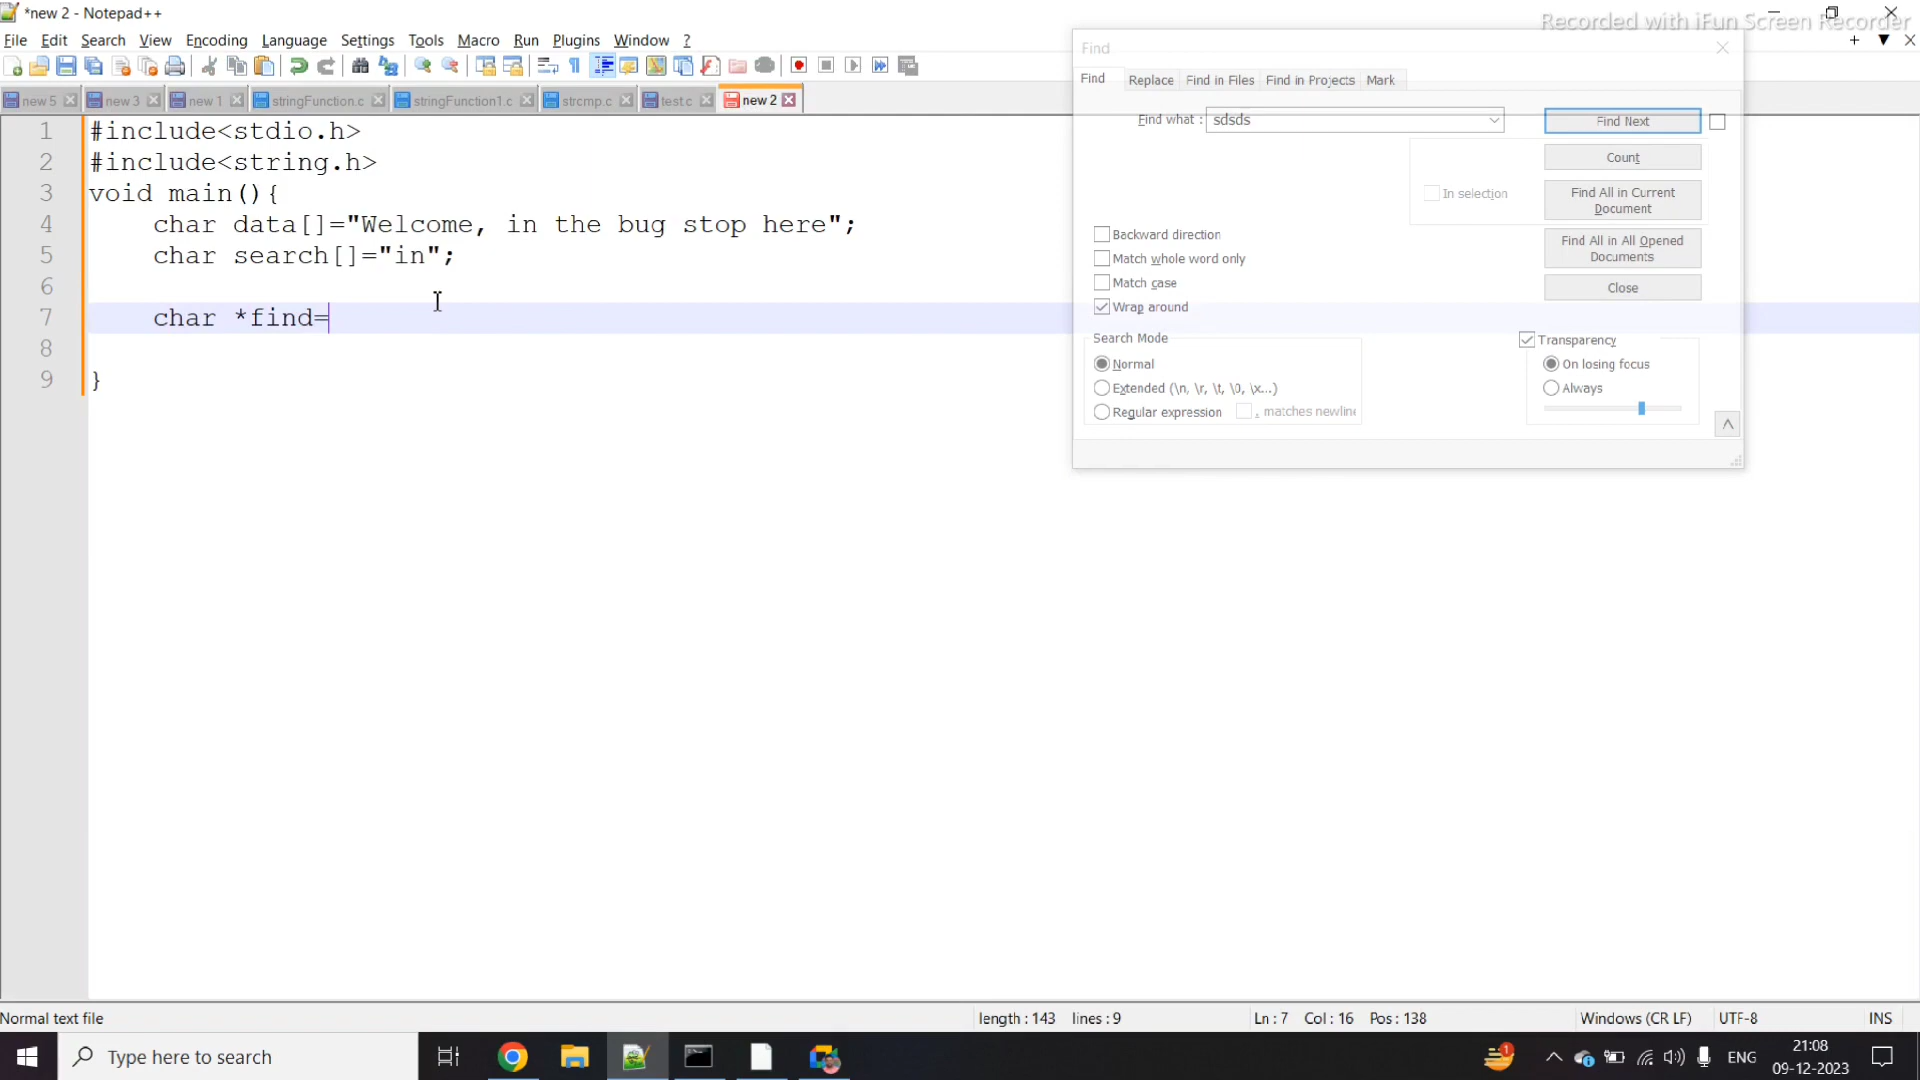 *new 2 - Notepad++
Recorded with iFun Screen Recorder
File Edit Search View Encoding Language Settings Tools Macro Run Plugins Window ?
new 5 new 3 new 1 stringFunction.c stringFunction1.c strcmp.c test.c new 2
1 #include<stdio.h>
2 #include<string.h>
3 void main(){
4 char data[]="Welcome, in the bug stop here";
5 char search[]="in";
6
7 char *find=
8
9 }
Find
Find Replace Find in Files Find in Projects Mark
Find what : sdsds Find Next
Count
In selection
Find All in Current
Document
Find All in All Opened
Documents
Close
Backward direction
Match whole word only
Match case
Wrap around
Search Mode
Normal
Extended (\n, \r, \t, \0, \x...)
Regular expression . matches newline
Transparency
On losing focus
Always
Normal text file length : 143 lines : 9 Ln : 7 Col : 16 Pos : 138 Windows (CR LF) UTF-8 INS
Type here to search
1
ENG
21:08
09-12-2023